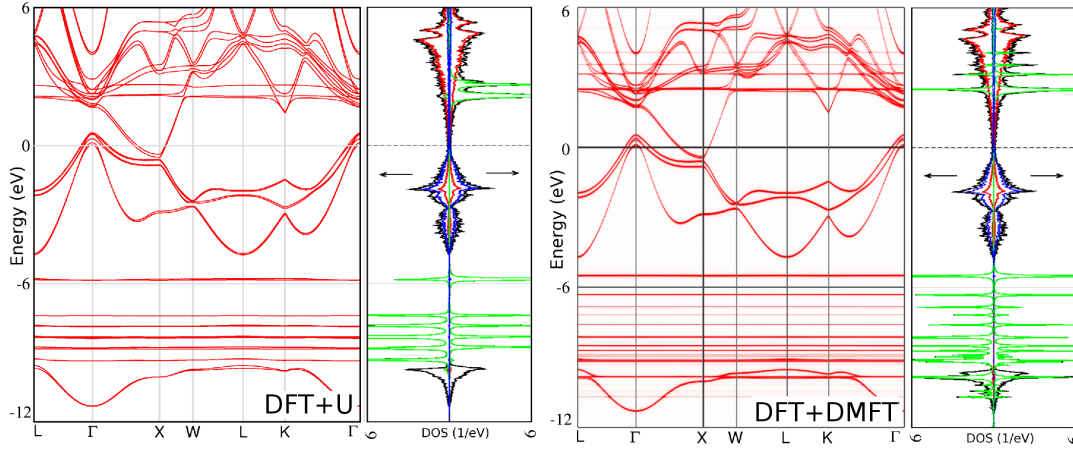 6
0
-6
-12
Energy (eV)
L Γ X W L K Γ
DFT+U
6 DOS (1/eV) 6
6
0
-6
-12
Energy (eV)
L Γ X W L K Γ
DFT+DMFT
6 DOS (1/eV) 6